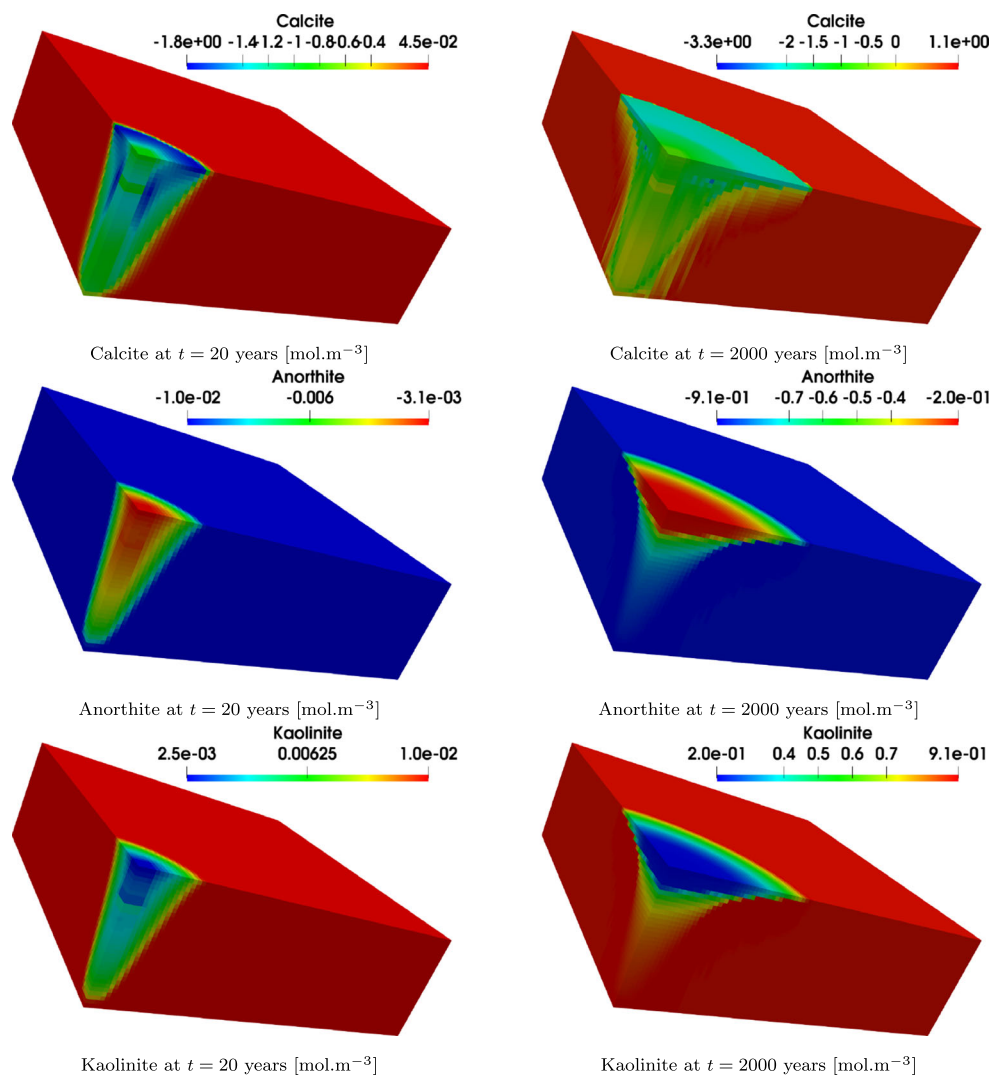 Calcite
-1.8e+00 -1.4 -1.2 -1 -0.8 -0.6 -0.4 4.5e-02
Calcite
-3.3e+00 -2 -1.5 -1 -0.5 0 1.1e+00
Calcite at t = 20 years [mol.m−3]
Calcite at t = 2000 years [mol.m−3]
Anorthite
-1.0e-02 -0.006 -3.1e-03
Anorthite
-9.1e-01 -0.7 -0.6 -0.5 -0.4 -2.0e-01
Anorthite at t = 20 years [mol.m−3]
Anorthite at t = 2000 years [mol.m−3]
Kaolinite
2.5e-03 0.00625 1.0e-02
Kaolinite
2.0e-01 0.4 0.5 0.6 0.7 9.1e-01
Kaolinite at t = 20 years [mol.m−3]
Kaolinite at t = 2000 years [mol.m−3]